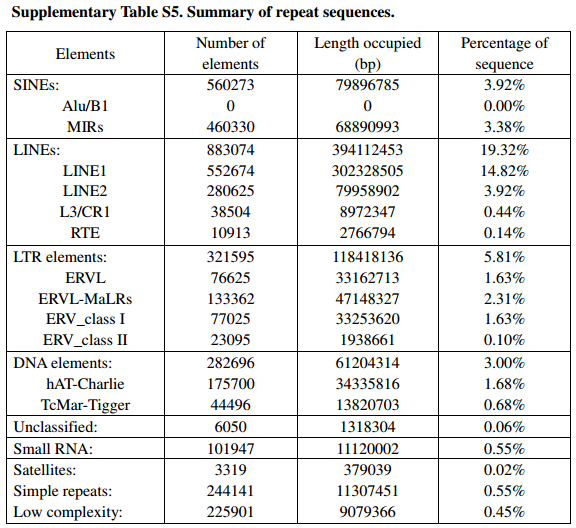 Supplementary Table S5. Summary of repeat sequences.
Elements Number of elements Length occupied (bp) Percentage of sequence
SINEs: 560273 79896785 3.92%
Alu/B1 0 0 0.00%
MIRs 460330 68890993 3.38%
LINEs: 883074 394112453 19.32%
LINE1 552674 302328505 14.82%
LINE2 280625 79958902 3.92%
L3/CR1 38504 8972347 0.44%
RTE 10913 2766794 0.14%
LTR elements: 321595 118418136 5.81%
ERVL 76625 33162713 1.63%
ERVL-MaLRs 133362 47148327 2.31%
ERV_class I 77025 33253620 1.63%
ERV_class II 23095 1938661 0.10%
DNA elements: 282696 61204314 3.00%
hAT-Charlie 175700 34335816 1.68%
TcMar-Tigger 44496 13820703 0.68%
Unclassified: 6050 1318304 0.06%
Small RNA: 101947 11120002 0.55%
Satellites: 3319 379039 0.02%
Simple repeats: 244141 11307451 0.55%
Low complexity: 225901 9079366 0.45%